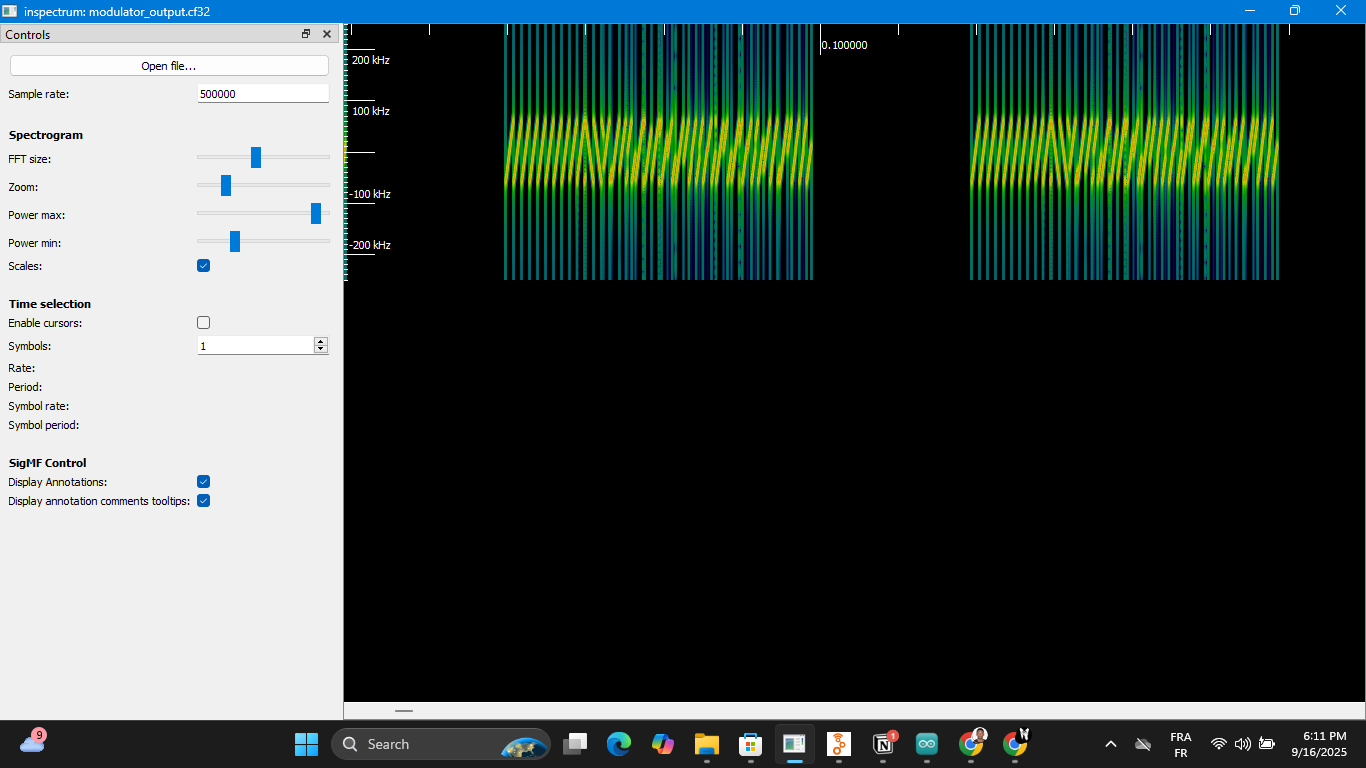 inspectrum: modulator_output.cf32
Controls
Open file...
Sample rate: 500000
Spectrogram
FFT size:
Zoom:
Power max:
Power min:
Scales:
Time selection
Enable cursors:
Symbols: 1
Rate:
Period:
Symbol rate:
Symbol period:
SigMF Control
Display Annotations:
Display annotation comments tooltips:
0.100000
200 kHz
100 kHz
-100 kHz
-200 kHz
9
Search
1
FRA
FR
6:11 PM
9/16/2025